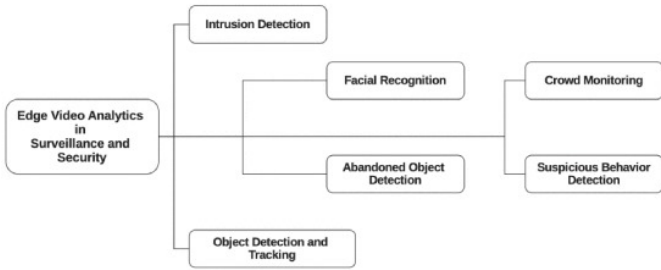 Intrusion Detection
Facial Recognition
Crowd Monitoring
Edge Video Analytics
in
Surveillance and
Security
Abandoned Object
Detection
Suspicious Behavior
Detection
Object Detection and
Tracking